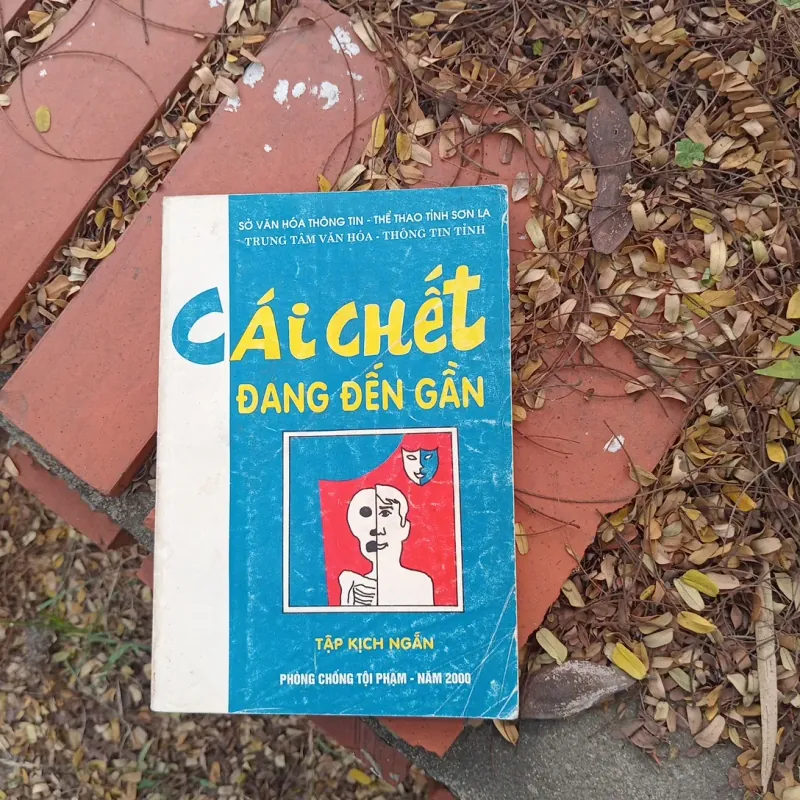 SỞ VĂN HÓA THÔNG TIN - THỂ THAO TỈNH SƠN LA
TRUNG TÂM VĂN HÓA - THÔNG TIN TỈNH
CÁi CHẾt
ĐANG ĐẾN GẦN
TẬP KỊCH NGẮN
PHÒNG CHỐNG TỘI PHẠM - NĂM 2000